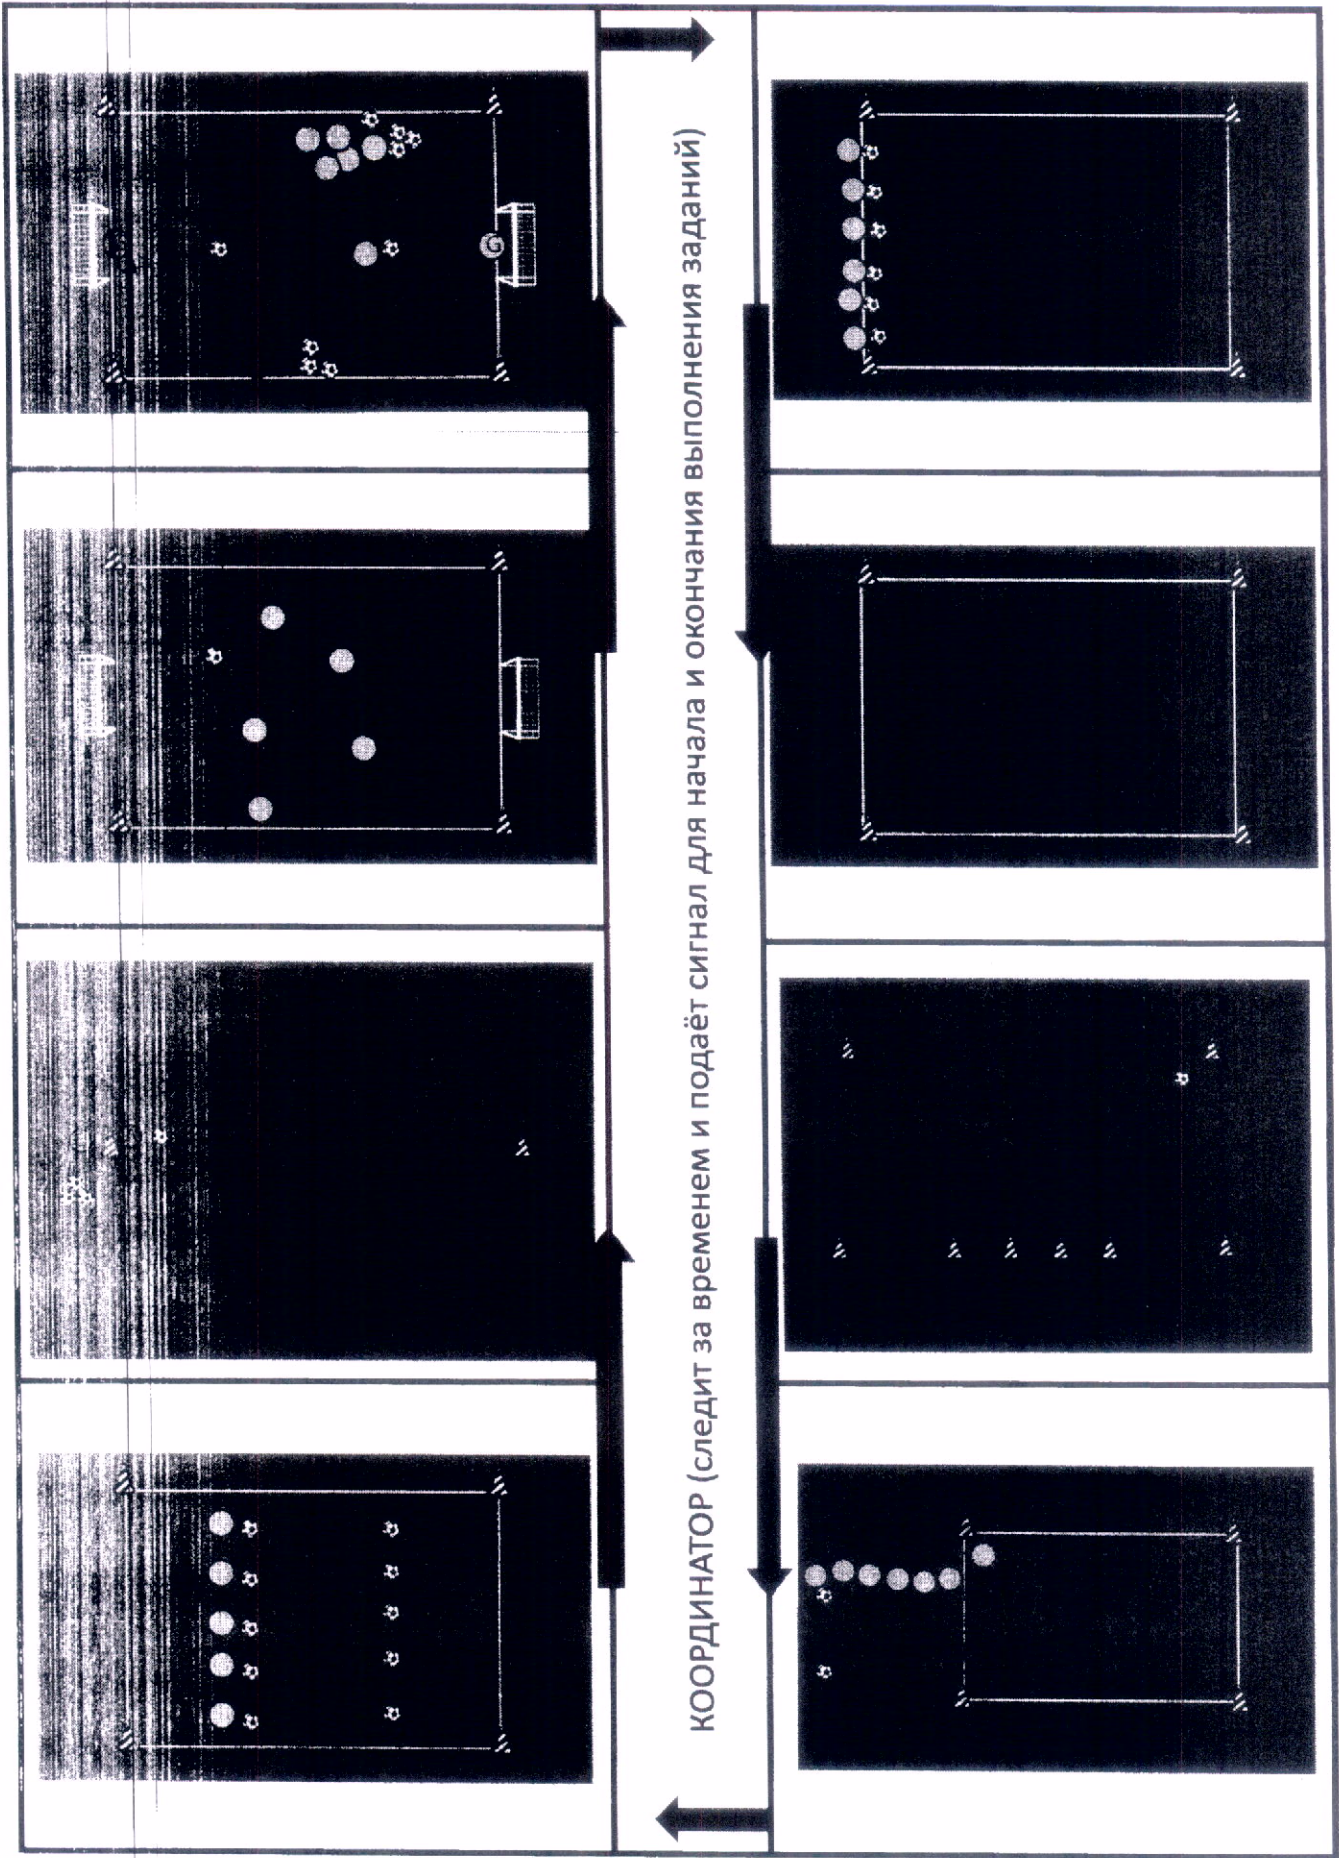 КООРДИНАТОР (следит за временем и подаёт сигнал для начала и окончания выполнения заданий)
G